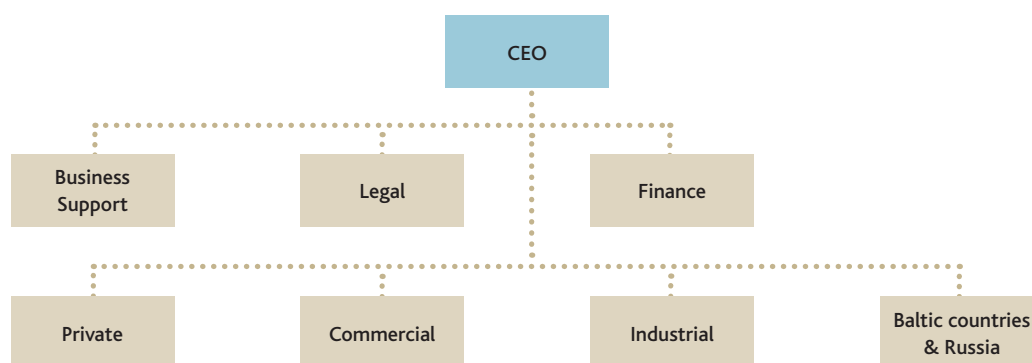 CEO
Business
Support
Legal
Finance
Private
Commercial
Industrial
Baltic countries
& Russia